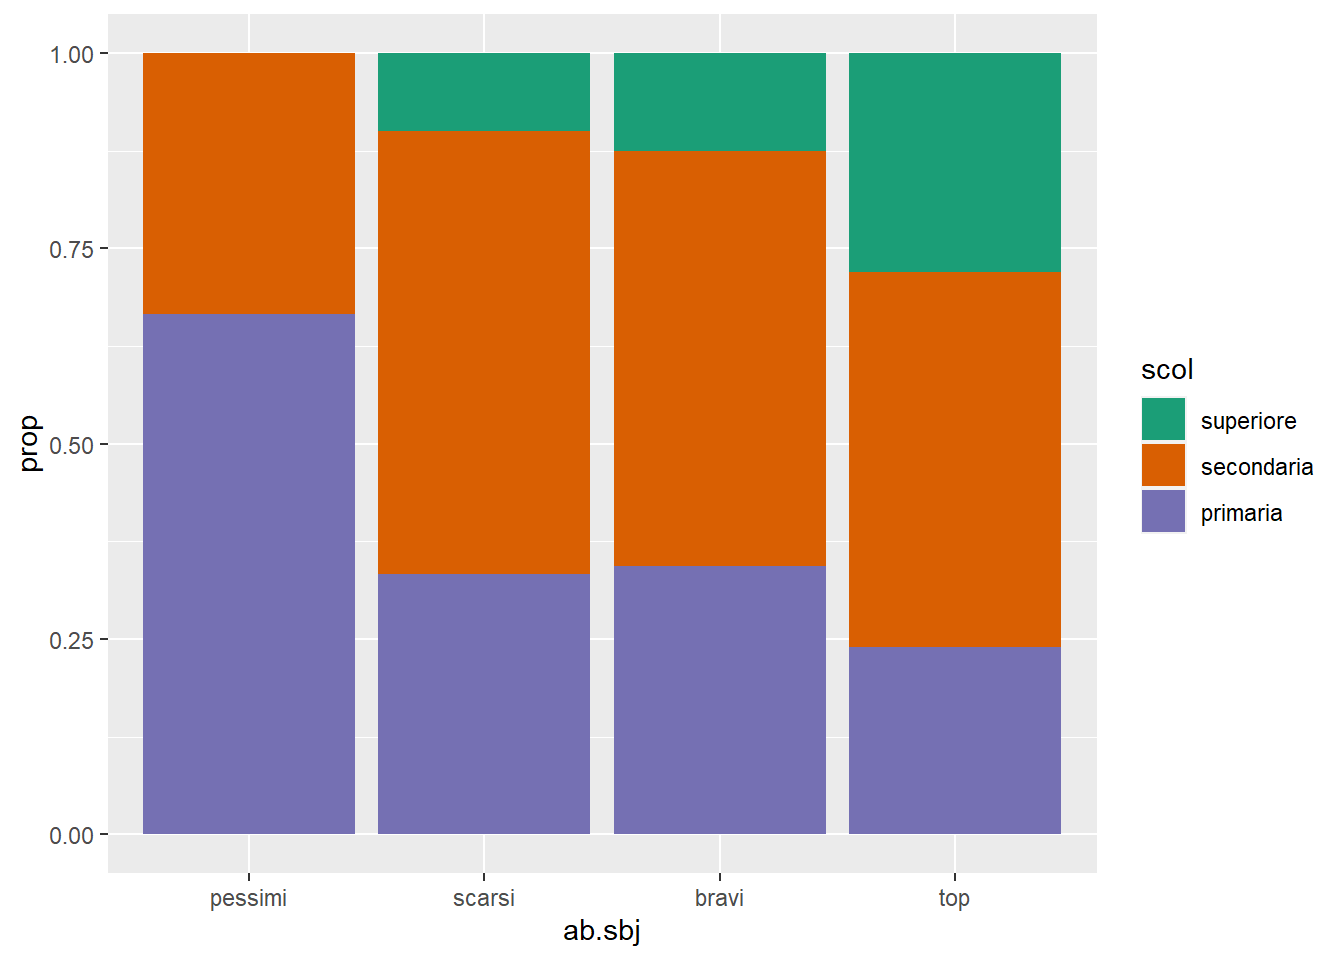 1.00
0.75
0.50
0.25
0.00
prop
pessimi
scarsi
bravi
top
ab.sbj
scol
superiore
secondaria
primaria